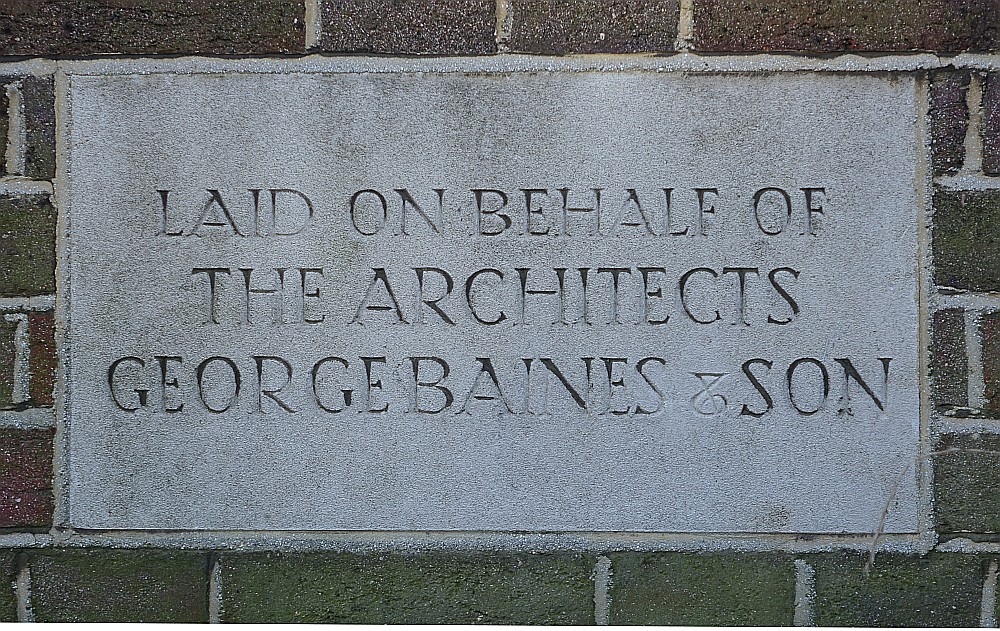 LAID ON BEHALF OF
THE ARCHITECTS
GEORGE BAINES & SON